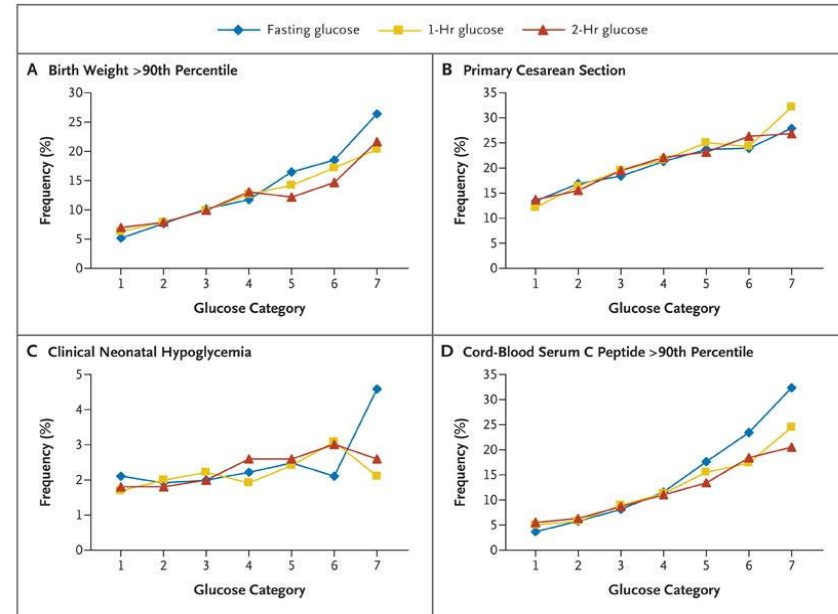 Fasting glucose 1-Hr glucose 2-Hr glucose
A Birth Weight >90th Percentile
Frequency (%)
30
25
20
15
10
5
0
1 2 3 4 5 6 7
Glucose Category
B Primary Cesarean Section
Frequency (%)
35
30
25
20
15
10
5
0
1 2 3 4 5 6 7
Glucose Category
C Clinical Neonatal Hypoglycemia
Frequency (%)
5
4
3
2
1
0
1 2 3 4 5 6 7
Glucose Category
D Cord-Blood Serum C Peptide >90th Percentile
Frequency (%)
35
30
25
20
15
10
5
0
1 2 3 4 5 6 7
Glucose Category